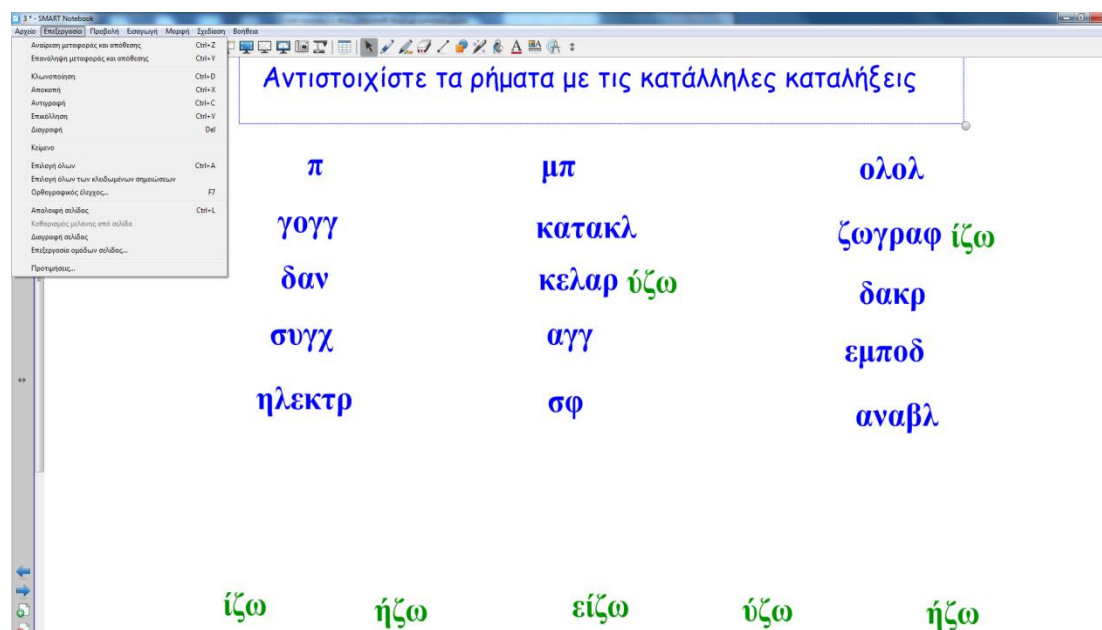 3 * - SMART Notebook
Αρχείο Επεξεργασία Προβολή Εισαγωγή Μορφή Σχεδίαση Βοήθεια
Αναίρεση μεταφοράς και απόθεσης Ctrl+Z
Επανάληψη μεταφοράς και απόθεσης Ctrl+Y
Κλωνοποίηση Ctrl+D
Αποκοπή Ctrl+X
Αντιγραφή Ctrl+C
Επικόλληση Ctrl+V
Διαγραφή Del
Κείμενο
Επιλογή όλων Ctrl+A
Επιλογή όλων των κλειδωμένων σημειώσεων
Ορθογραφικός έλεγχος... F7
Απαλοιφή σελίδας Ctrl+L
Καθαρισμός μελάνης από σελίδα
Διαγραφή σελίδας
Επεξεργασία ομάδων σελίδας...
Προτιμήσεις...
Αντιστοιχίστε τα ρήματα με τις κατάλληλες καταλήξεις
π μπ ολολ
γογγ κατακλ ζωγραφ ίζω
δαν κελαρ ύζω δακρ
συγχ αγγ εμποδ
ηλεκτρ σφ αναβλ
ίζω ήζω είζω ύζω ήζω